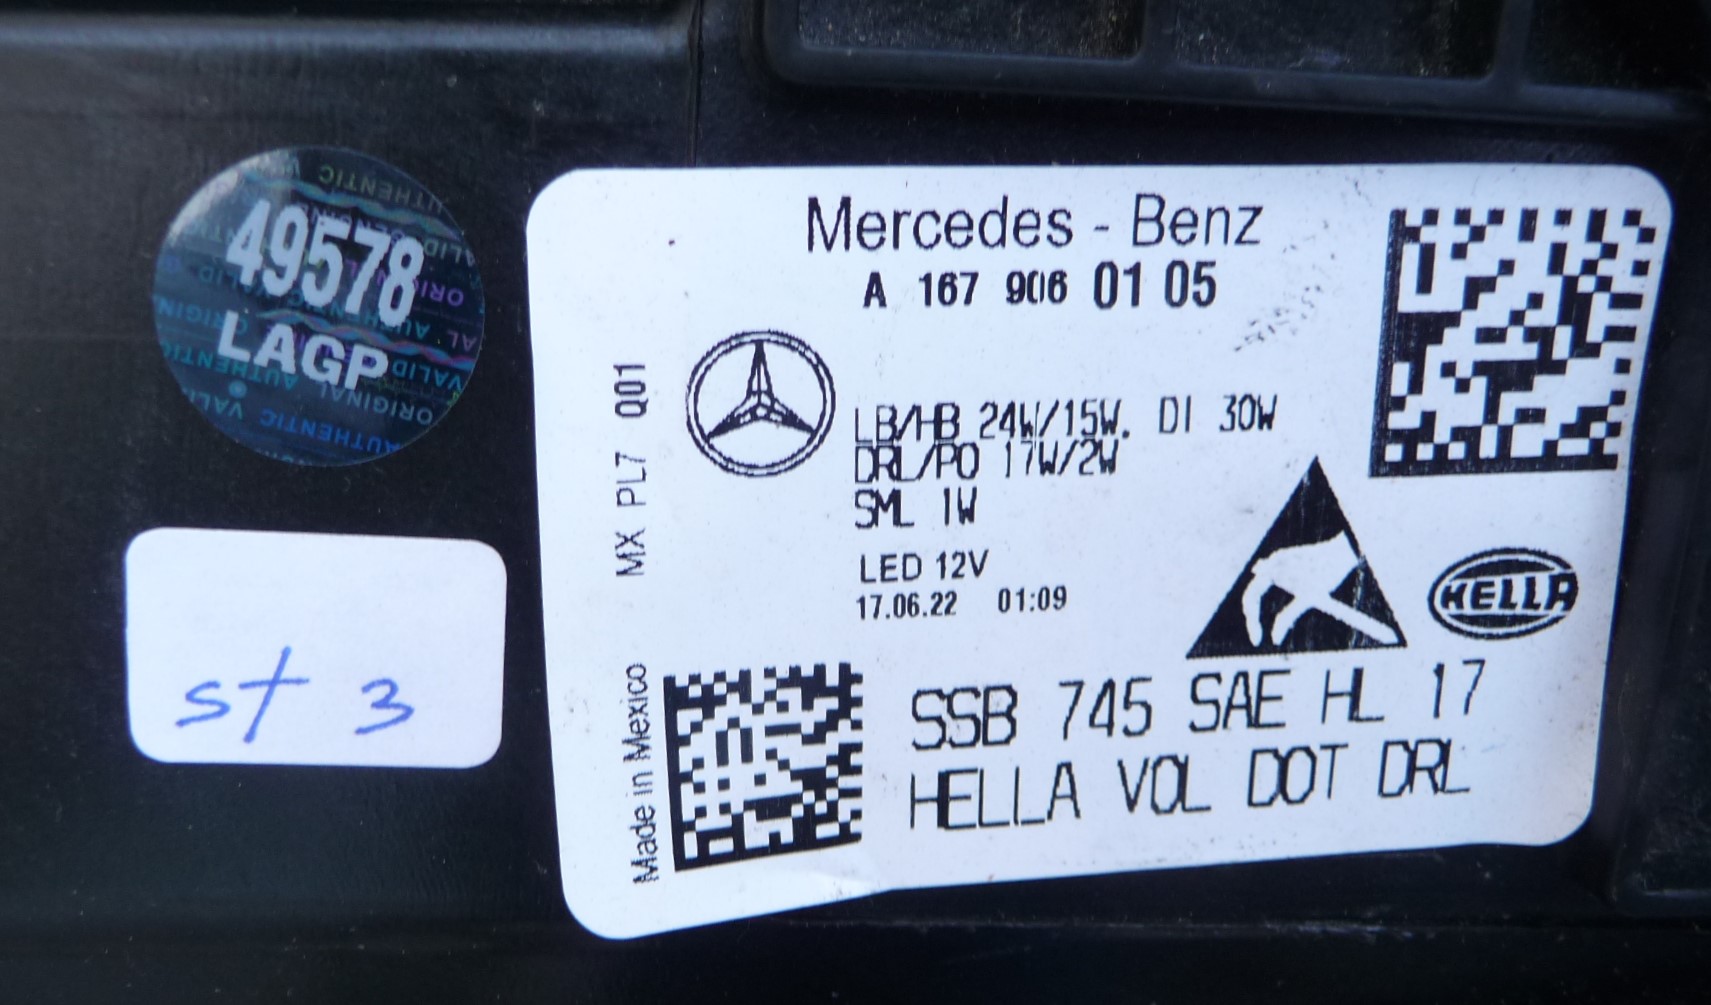 49578
LAGP
st 3
Mercedes - Benz
A 167 906 01 05
MX PL7 Q01
LB/HB 24W/15W. DI 30W
DRL/PO 17W/2W
SML 1W
LED 12V
17.06.22 01:09
HELLA
Made in Mexico
SSB 745 SAE HL 17
HELLA VOL DOT DRL